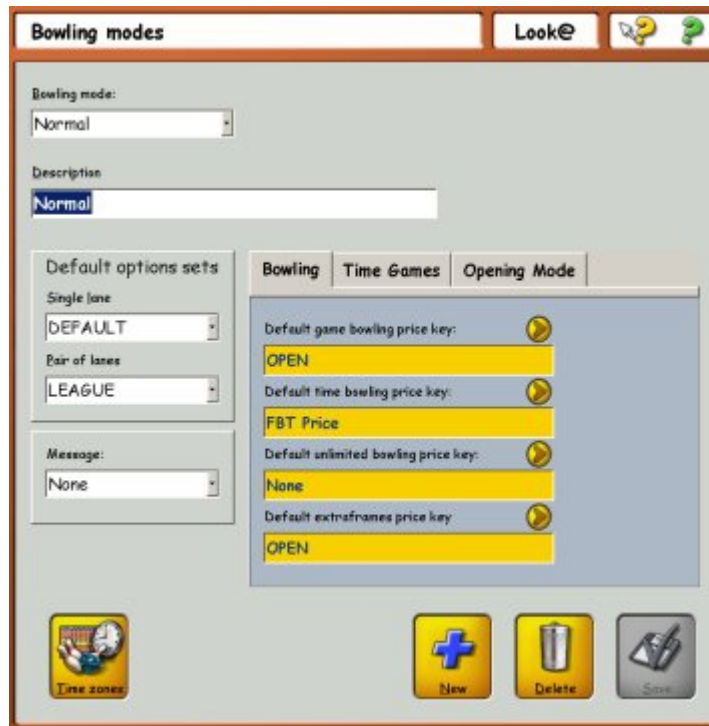 Bowling modes
Look@
Bowling mode:
Normal
Description
Normal
Default options sets
Single lane
DEFAULT
Pair of lanes
LEAGUE
Message:
None
Bowling
Time Games
Opening Mode
Default game bowling price key:
OPEN
Default time bowling price key:
FBT Price
Default unlimited bowling price key:
None
Default extraframes price key
OPEN
Time zones
New
Delete
Save